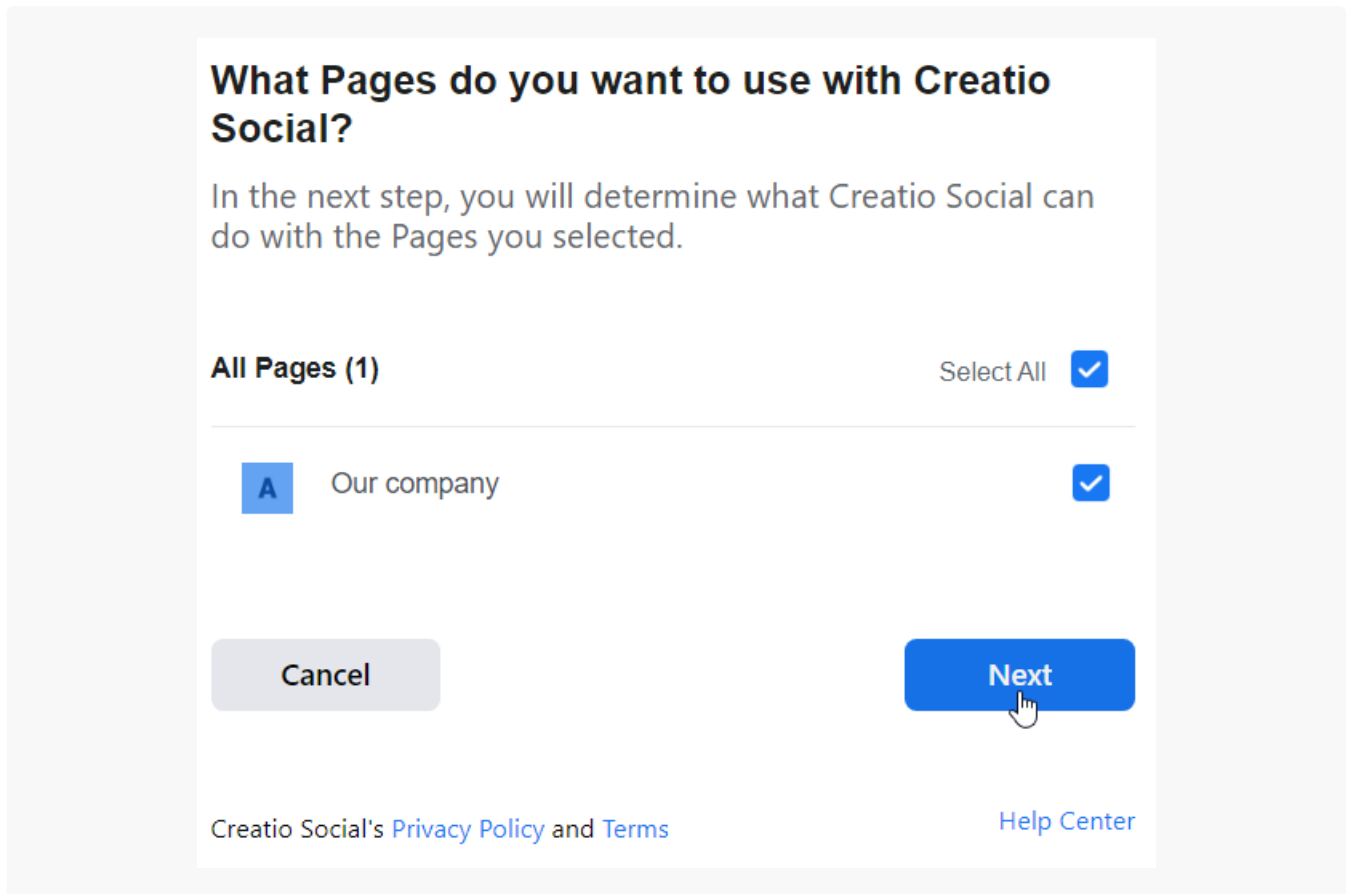 What Pages do you want to use with Creatio
Social?
In the next step, you will determine what Creatio Social can
do with the Pages you selected.
All Pages (1)
Select All
A
Our company
Cancel
Next
Creatio Social's Privacy Policy and Terms
Help Center